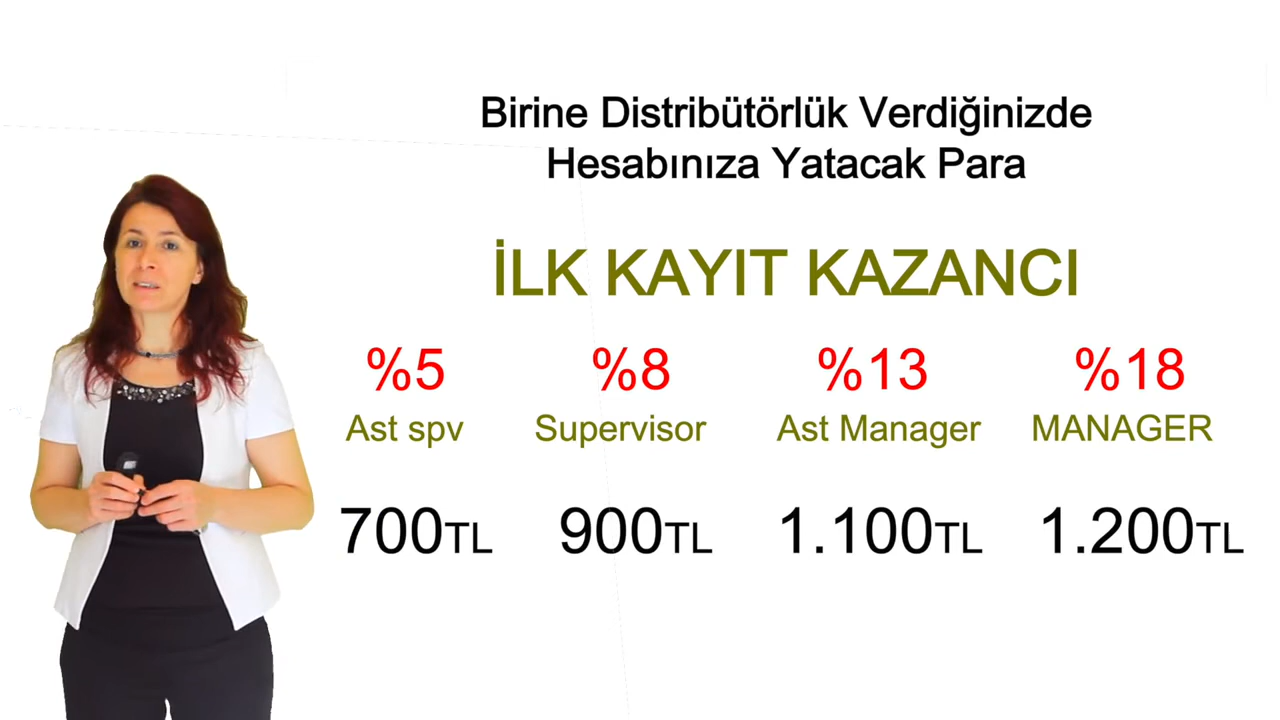 Birine Distribütörlük Verdiğinizde
Hesabınıza Yatacak Para
İLK KAYIT KAZANCI
%5 %8 %13 %18
Ast spv Supervisor Ast Manager MANAGER
700TL 900TL 1.100TL 1.200TL